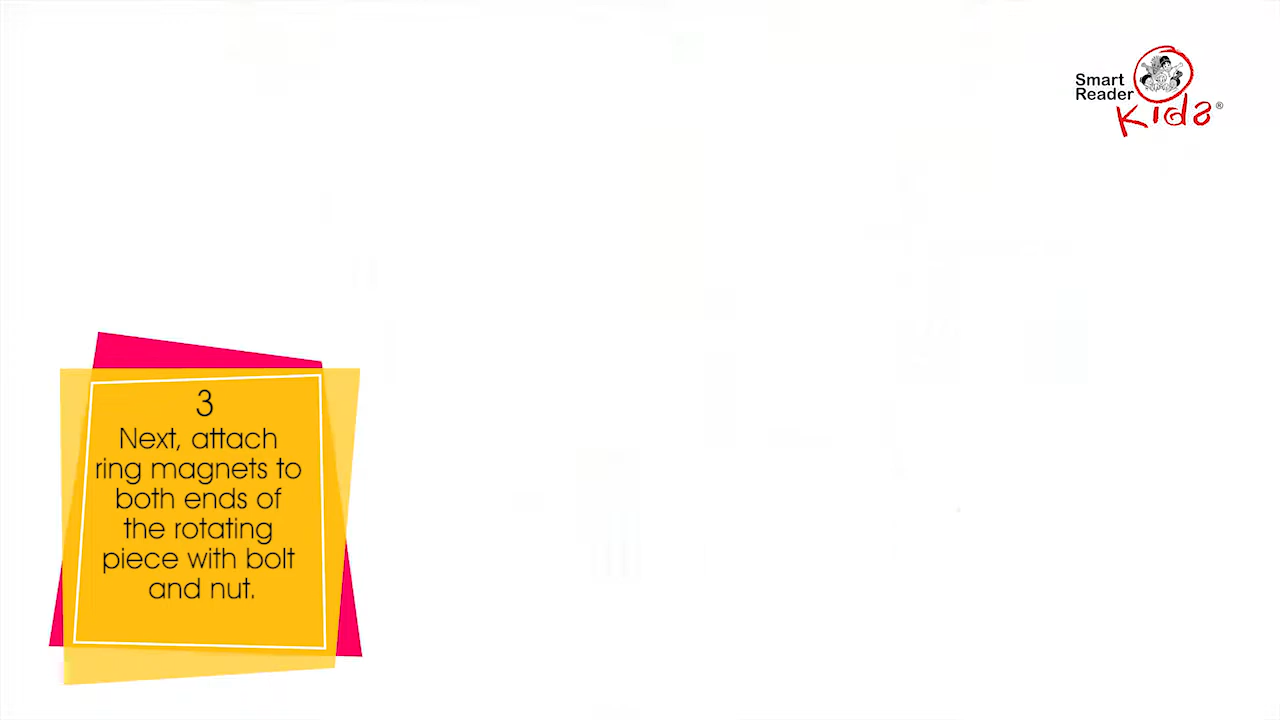 Smart
Reader
Kids®
3
Next, attach
ring magnets to
both ends of
the rotating
piece with bolt
and nut.